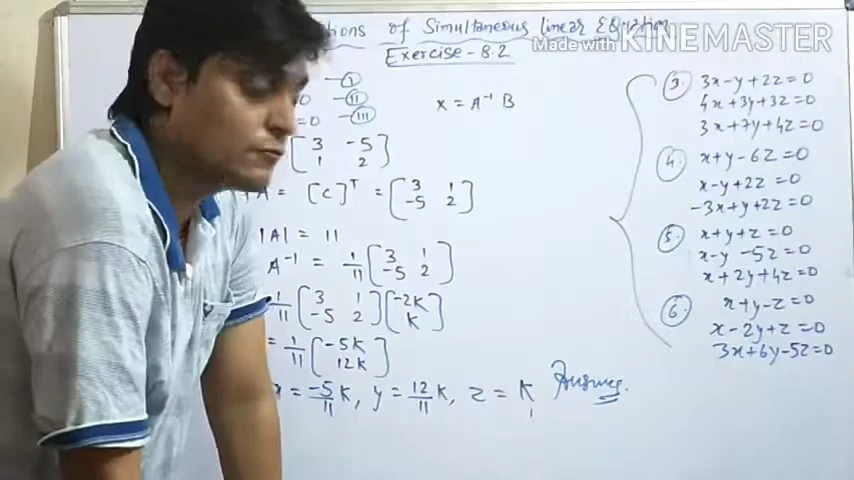 of Simultaneous linear Equation
Exercise - 8.2
Made with KINEMASTER
- I
0 - II
= 0 - III
x = A⁻¹ B
[3 -5
1 2]
A = [C]ᵀ = [3 1
-5 2]
|A| = 11
A⁻¹ = 1/11 [3 1
-5 2]
1/11 [3 1
-5 2] [-2K
K]
= 1/11 [-5K
12K]
x = -5/11 K, y = 12/11 K, z = K Answer.
3. 3x-y+2z=0
4x+3y+3z=0
3x+7y+4z=0
4. x+y-6z=0
x-y+2z=0
-3x+y+2z=0
5. x+y+z=0
x-y-5z=0
x+2y+4z=0
6. x+y-z=0
x-2y+z=0
3x+6y-5z=0